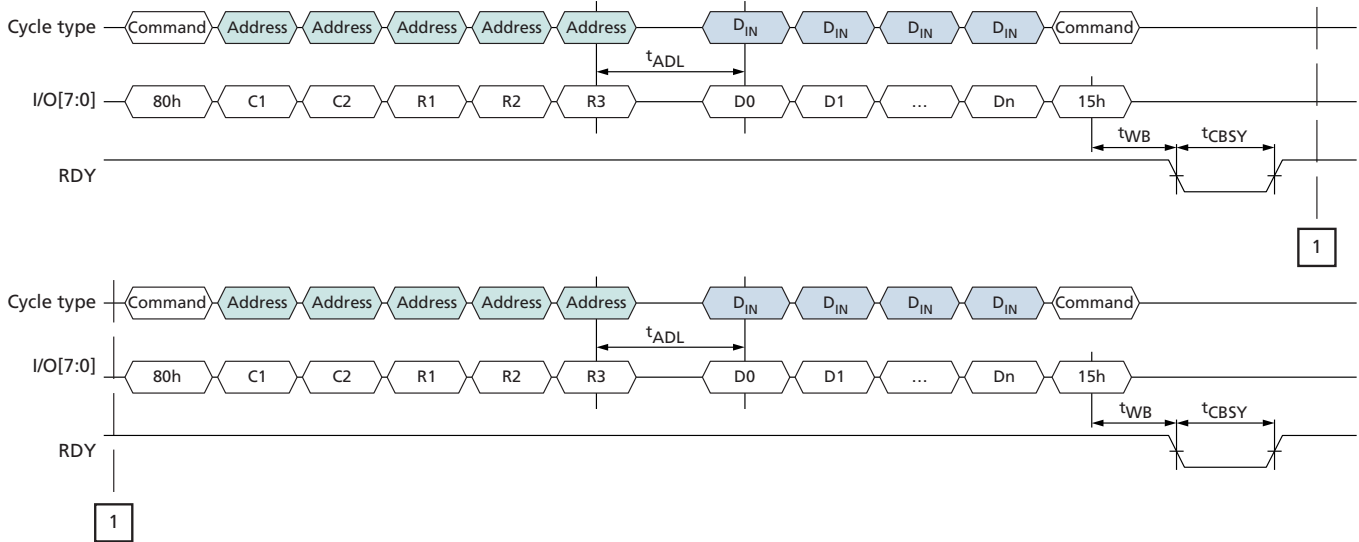 Cycle type Command Address Address Address Address Address DIN DIN DIN DIN Command
tADL
I/O[7:0] 80h C1 C2 R1 R2 R3 D0 D1 ... Dn 15h
tWB tCBSY
RDY
1
Cycle type Command Address Address Address Address Address DIN DIN DIN DIN Command
tADL
I/O[7:0] 80h C1 C2 R1 R2 R3 D0 D1 ... Dn 15h
tWB tCBSY
RDY
1